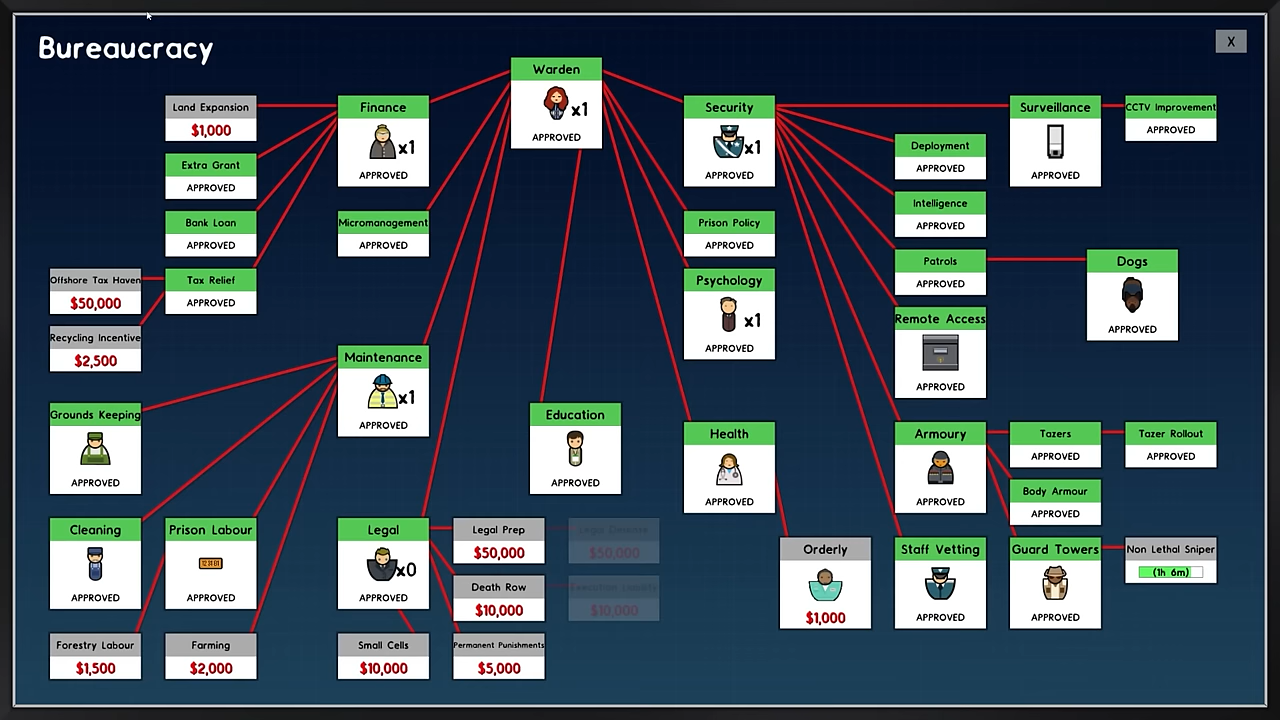 Bureaucracy
X
Warden
x1
APPROVED
Land Expansion
$1,000
Finance
x1
APPROVED
Security
x1
APPROVED
Surveillance
APPROVED
CCTV Improvement
APPROVED
Extra Grant
APPROVED
Deployment
APPROVED
Bank Loan
APPROVED
Micromanagement
APPROVED
Prison Policy
APPROVED
Intelligence
APPROVED
Offshore Tax Haven
$50,000
Tax Relief
APPROVED
Psychology
x1
APPROVED
Patrols
APPROVED
Dogs
APPROVED
Recycling Incentive
$2,500
Remote Access
APPROVED
Maintenance
x1
APPROVED
Grounds Keeping
APPROVED
Education
APPROVED
Health
APPROVED
Armoury
APPROVED
Tazers
APPROVED
Tazer Rollout
APPROVED
Body Armour
APPROVED
Cleaning
APPROVED
Prison Labour
APPROVED
Legal
x0
APPROVED
Legal Prep
$50,000
$50,000
Death Row
$10,000
$10,000
Orderly
$1,000
Staff Vetting
APPROVED
Guard Towers
APPROVED
Non Lethal Sniper
(1h 6m)
Forestry Labour
$1,500
Farming
$2,000
Small Cells
$10,000
Permanent Punishments
$5,000